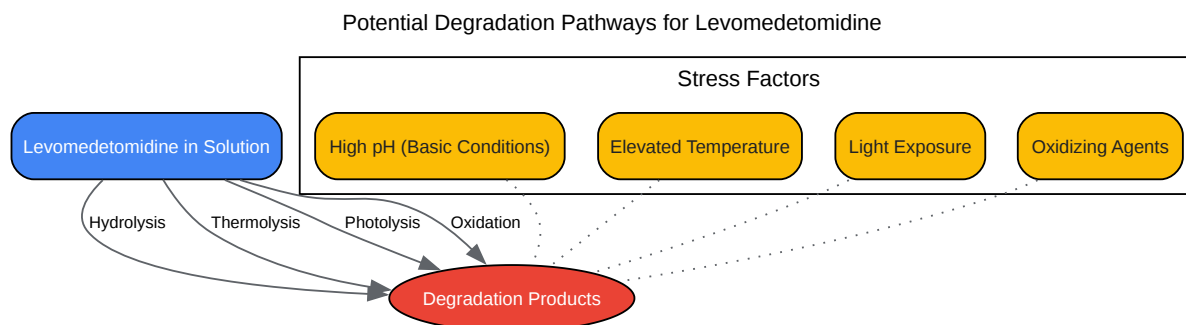 Potential Degradation Pathways for Levomedetomidine
Stress Factors
Levomedetomidine in Solution
High pH (Basic Conditions)
Elevated Temperature
Light Exposure
Oxidizing Agents
Hydrolysis
Thermolysis
Photolysis
Oxidation
Degradation Products